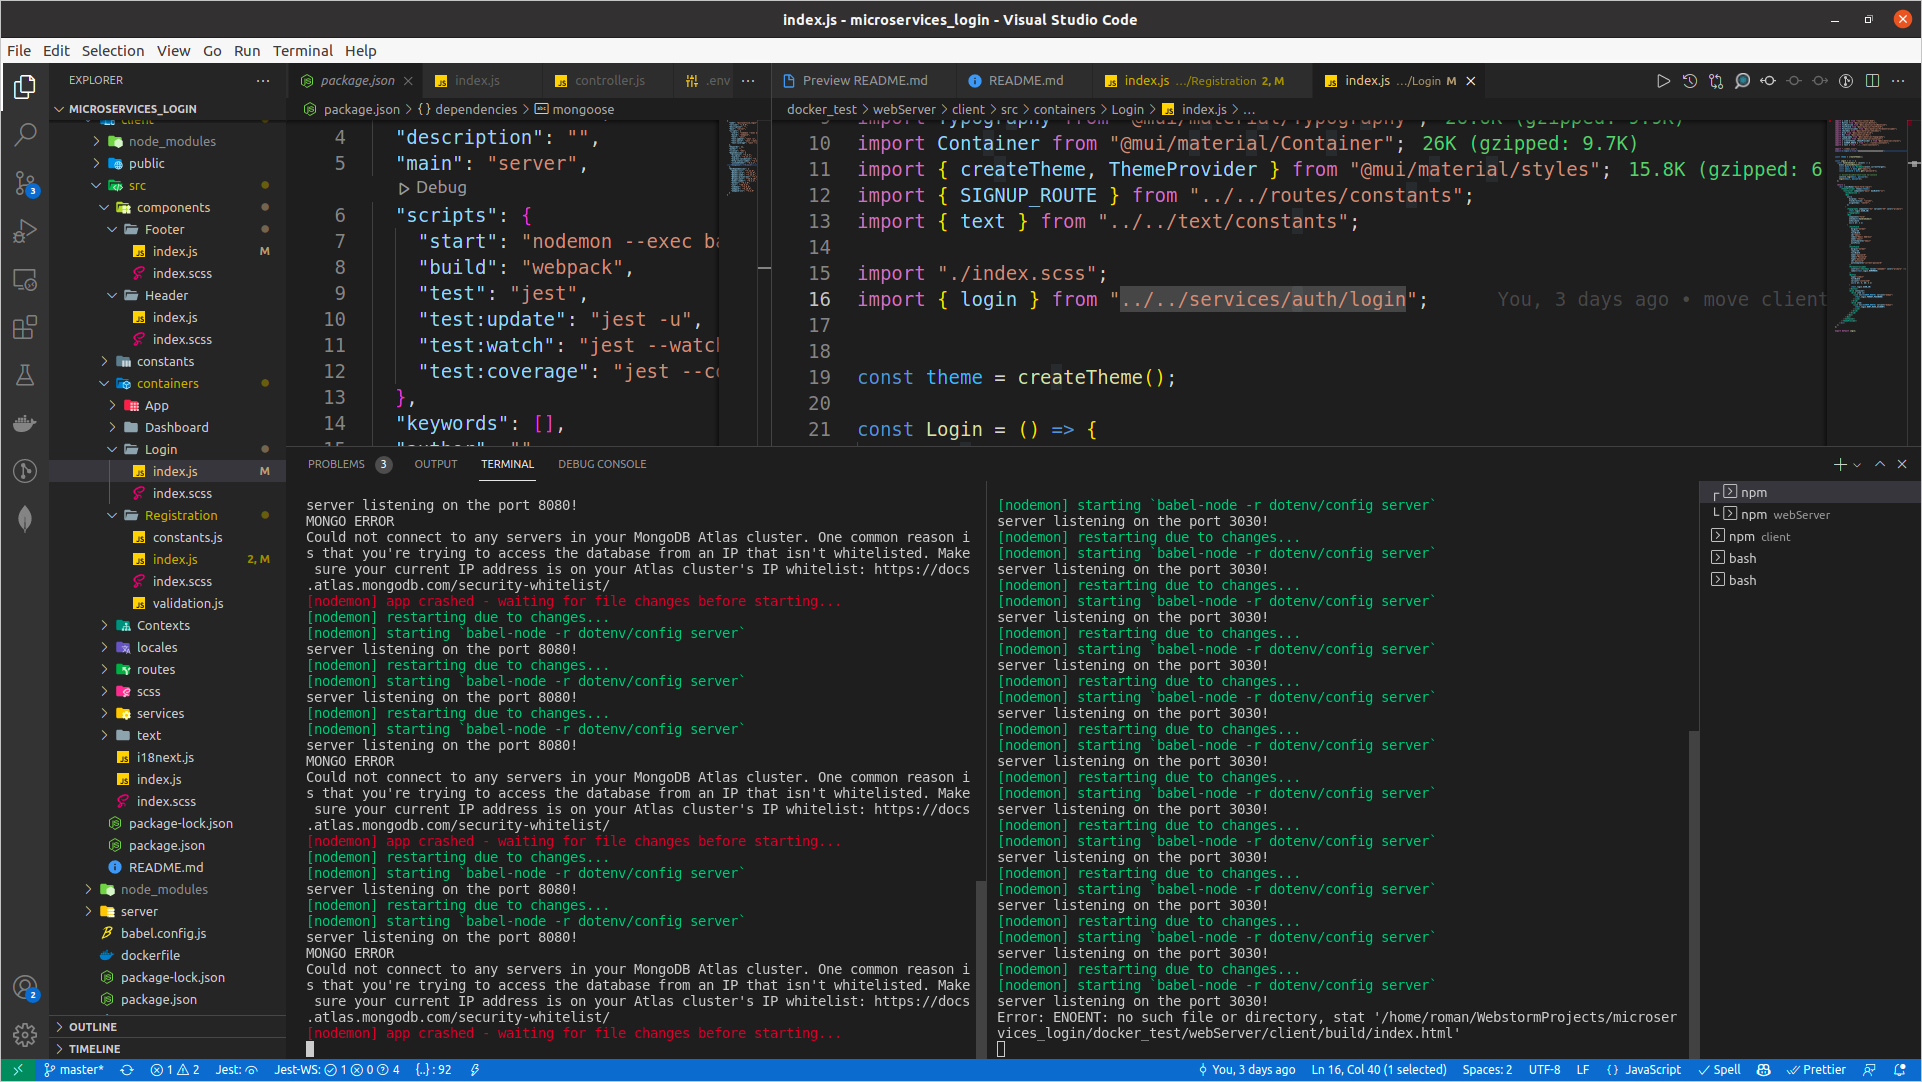 index.js - microservices_login - Visual Studio Code
File Edit Selection View Go Run Terminal Help
EXPLORER
MICROSERVICES_LOGIN
client
node_modules
public
src
components
Footer
index.js M
index.scss
Header
index.js
index.scss
constants
containers
App
Dashboard
Login
index.js M
index.scss
Registration
constants.js
index.js 2, M
index.scss
validation.js
Contexts
locales
routes
scss
services
text
i18next.js
index.js
index.scss
package-lock.json
package.json
README.md
node_modules
server
babel.config.js
dockerfile
package-lock.json
package.json
OUTLINE
TIMELINE
3
2
package.json index.js controller.js .env
package.json > { } dependencies > mongoose
4 "description": "",
5 "main": "server",
Debug
6 "scripts": {
7 "start": "nodemon --exec ba
8 "build": "webpack",
9 "test": "jest",
10 "test:update": "jest -u",
11 "test:watch": "jest --watch
12 "test:coverage": "jest --co
13 },
14 "keywords": [],
Preview README.md README.md index.js .../Registration 2, M index.js .../Login M
docker_test > webServer > client > src > containers > Login > index.js > ...
9 import Typography from "@mui/material/Typography"; 26.6K (gzipped: 9.9K)
10 import Container from "@mui/material/Container"; 26K (gzipped: 9.7K)
11 import { createTheme, ThemeProvider } from "@mui/material/styles"; 15.8K (gzipped: 6
12 import { SIGNUP_ROUTE } from "../../routes/constants";
13 import { text } from "../../text/constants";
14
15 import "./index.scss";
16 import { login } from "../../services/auth/login"; You, 3 days ago • move client
17
18
19 const theme = createTheme();
20
21 const Login = () => {
PROBLEMS 3 OUTPUT TERMINAL DEBUG CONSOLE
server listening on the port 8080!
MONGO ERROR
Could not connect to any servers in your MongoDB Atlas cluster. One common reason i
s that you're trying to access the database from an IP that isn't whitelisted. Make
sure your current IP address is on your Atlas cluster's IP whitelist: https://docs
.atlas.mongodb.com/security-whitelist/
[nodemon] app crashed - waiting for file changes before starting...
[nodemon] restarting due to changes...
[nodemon] starting `babel-node -r dotenv/config server`
server listening on the port 8080!
[nodemon] restarting due to changes...
[nodemon] starting `babel-node -r dotenv/config server`
server listening on the port 8080!
[nodemon] restarting due to changes...
[nodemon] starting `babel-node -r dotenv/config server`
server listening on the port 8080!
MONGO ERROR
Could not connect to any servers in your MongoDB Atlas cluster. One common reason i
s that you're trying to access the database from an IP that isn't whitelisted. Make
sure your current IP address is on your Atlas cluster's IP whitelist: https://docs
.atlas.mongodb.com/security-whitelist/
[nodemon] app crashed - waiting for file changes before starting...
[nodemon] restarting due to changes...
[nodemon] starting `babel-node -r dotenv/config server`
server listening on the port 8080!
[nodemon] restarting due to changes...
[nodemon] starting `babel-node -r dotenv/config server`
server listening on the port 8080!
MONGO ERROR
Could not connect to any servers in your MongoDB Atlas cluster. One common reason i
s that you're trying to access the database from an IP that isn't whitelisted. Make
sure your current IP address is on your Atlas cluster's IP whitelist: https://docs
.atlas.mongodb.com/security-whitelist/
[nodemon] app crashed - waiting for file changes before starting...
[nodemon] starting `babel-node -r dotenv/config server`
server listening on the port 3030!
[nodemon] restarting due to changes...
[nodemon] starting `babel-node -r dotenv/config server`
server listening on the port 3030!
[nodemon] restarting due to changes...
[nodemon] starting `babel-node -r dotenv/config server`
server listening on the port 3030!
[nodemon] restarting due to changes...
[nodemon] starting `babel-node -r dotenv/config server`
server listening on the port 3030!
[nodemon] restarting due to changes...
[nodemon] starting `babel-node -r dotenv/config server`
server listening on the port 3030!
[nodemon] restarting due to changes...
[nodemon] starting `babel-node -r dotenv/config server`
server listening on the port 3030!
[nodemon] restarting due to changes...
[nodemon] starting `babel-node -r dotenv/config server`
server listening on the port 3030!
[nodemon] restarting due to changes...
[nodemon] starting `babel-node -r dotenv/config server`
server listening on the port 3030!
[nodemon] restarting due to changes...
[nodemon] starting `babel-node -r dotenv/config server`
server listening on the port 3030!
[nodemon] restarting due to changes...
[nodemon] starting `babel-node -r dotenv/config server`
server listening on the port 3030!
[nodemon] restarting due to changes...
[nodemon] starting `babel-node -r dotenv/config server`
server listening on the port 3030!
Error: ENOENT: no such file or directory, stat '/home/roman/WebstormProjects/microser
vices_login/docker_test/webServer/client/build/index.html'
npm
npm webServer
npm client
bash
bash
master* 1 2 Jest: Jest-WS: 1 0 4 {..} : 92 You, 3 days ago Ln 16, Col 40 (1 selected) Spaces: 2 UTF-8 LF { } JavaScript Spell Prettier